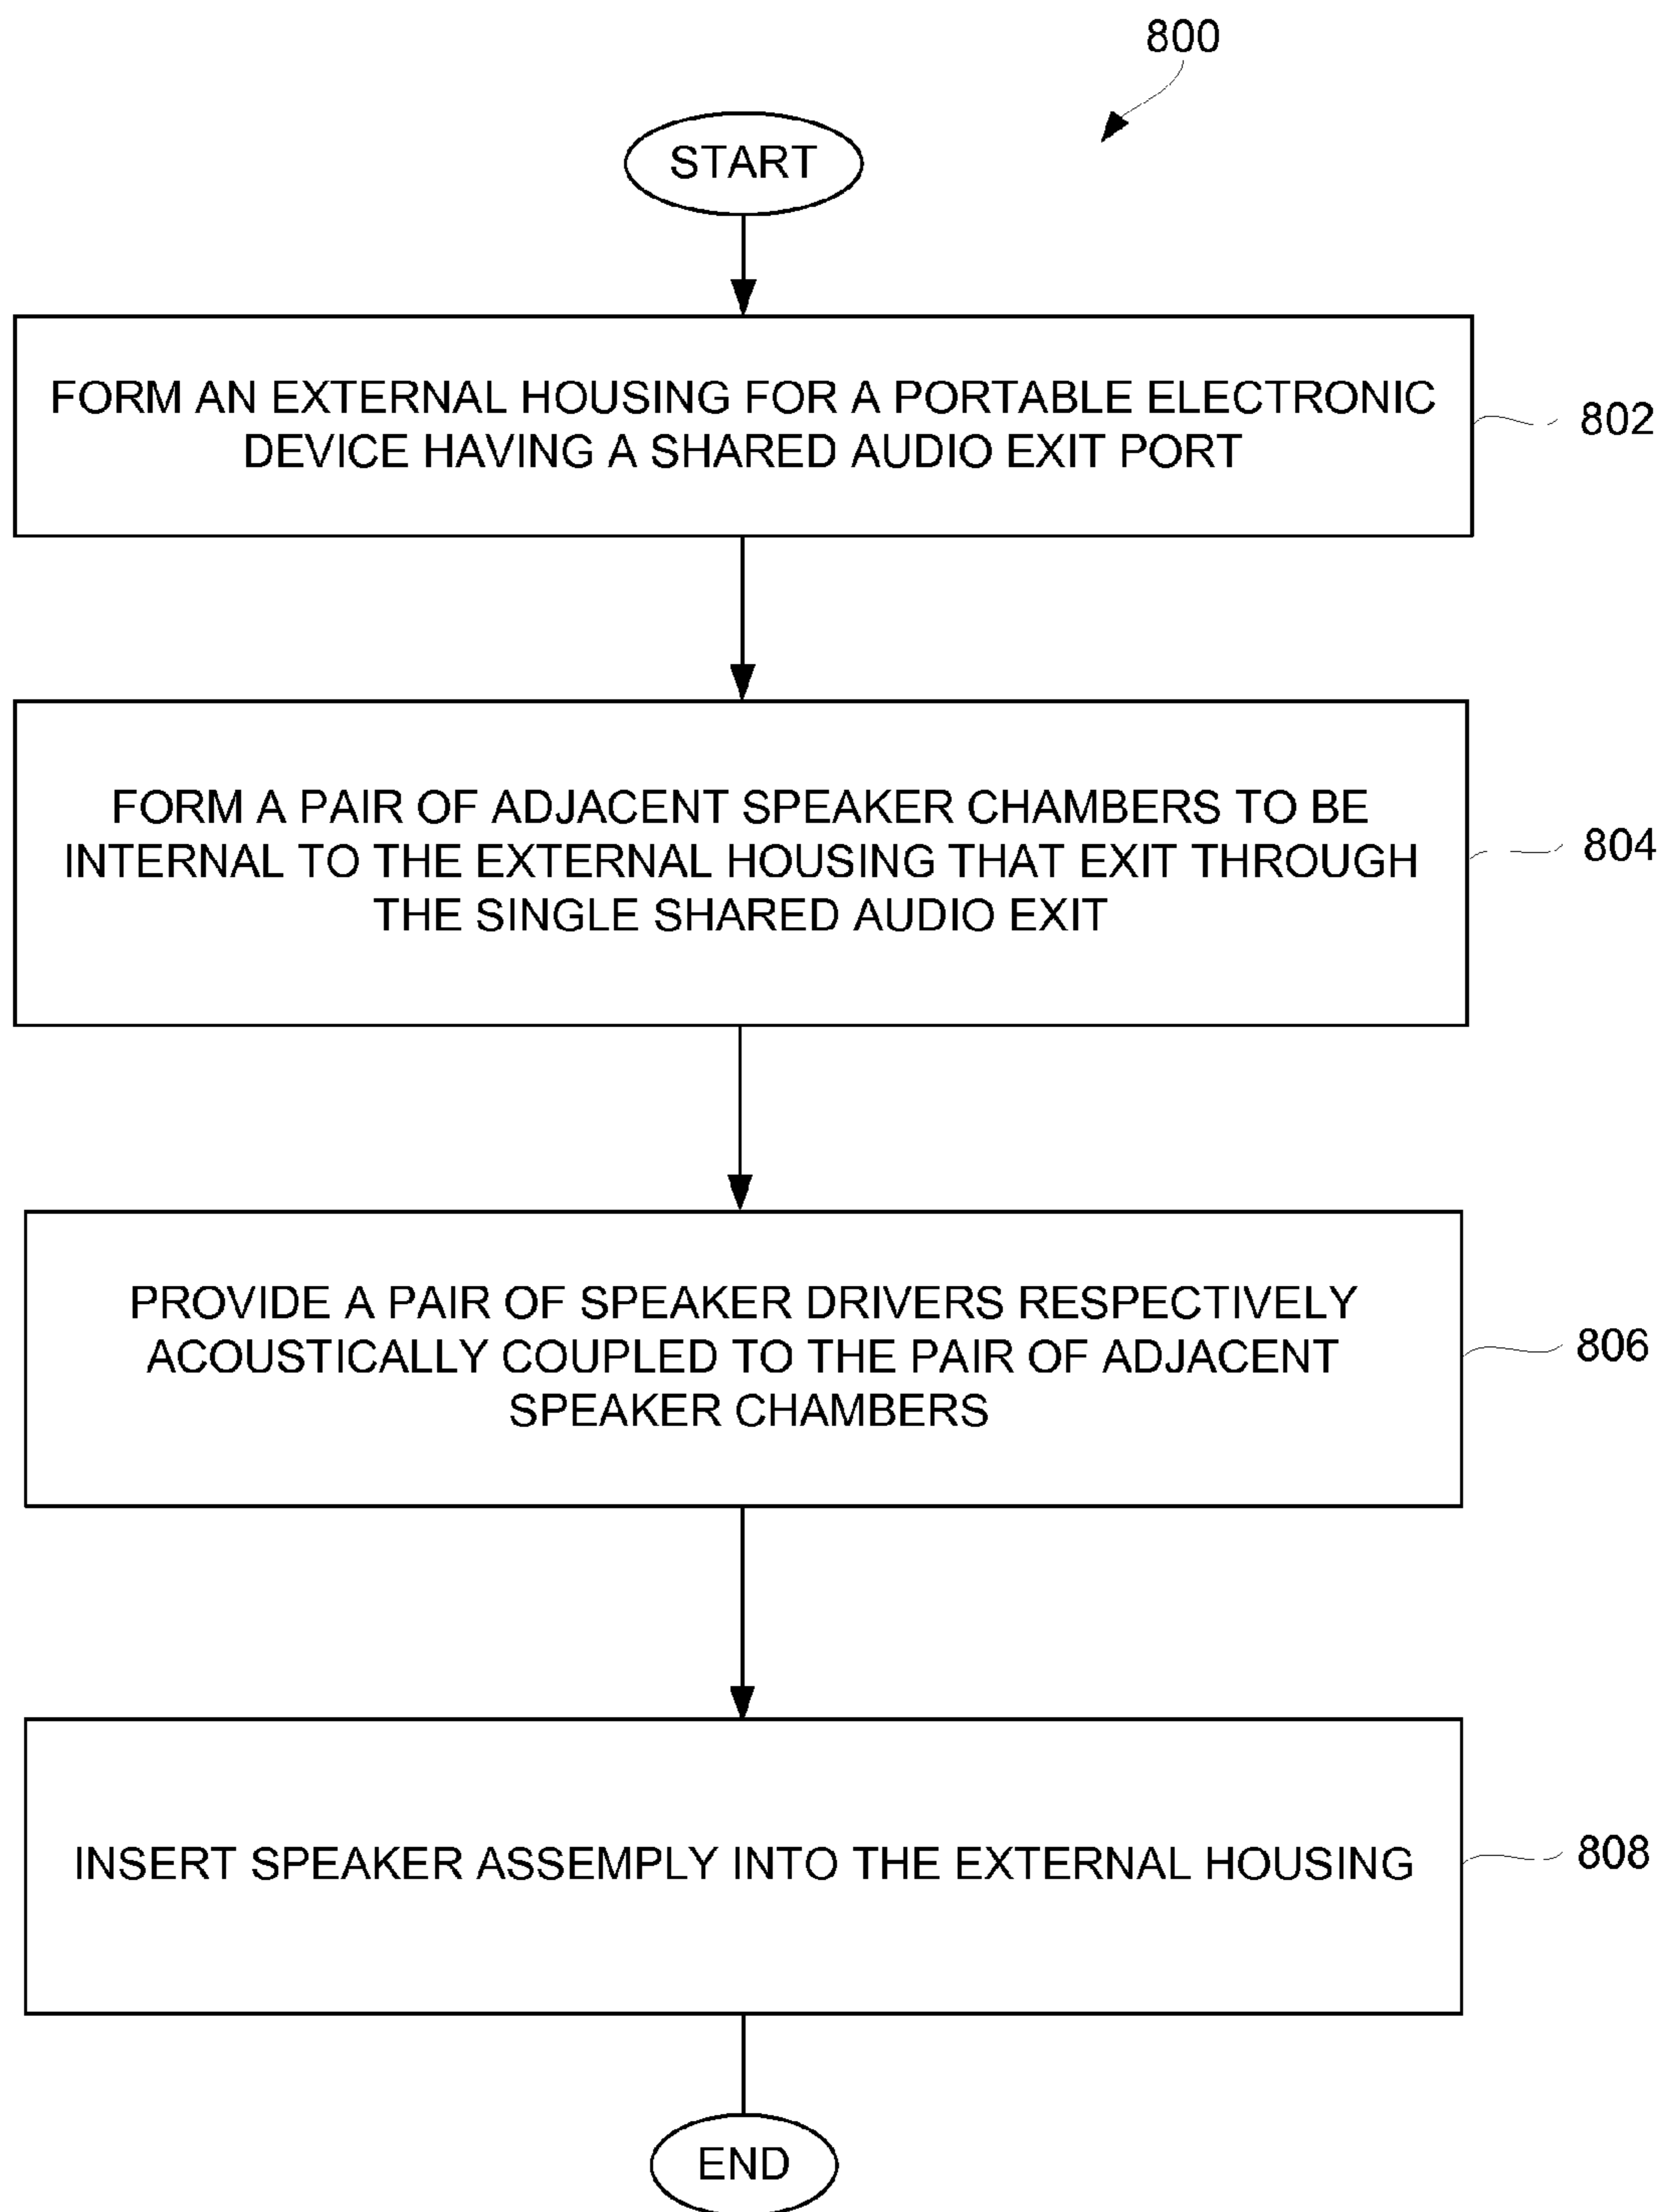 800
START
FORM AN EXTERNAL HOUSING FOR A PORTABLE ELECTRONIC
DEVICE HAVING A SHARED AUDIO EXIT PORT
802
FORM A PAIR OF ADJACENT SPEAKER CHAMBERS TO BE
INTERNAL TO THE EXTERNAL HOUSING THAT EXIT THROUGH
THE SINGLE SHARED AUDIO EXIT
804
PROVIDE A PAIR OF SPEAKER DRIVERS RESPECTIVELY
ACOUSTICALLY COUPLED TO THE PAIR OF ADJACENT
SPEAKER CHAMBERS
806
INSERT SPEAKER ASSEMPLY INTO THE EXTERNAL HOUSING
808
END